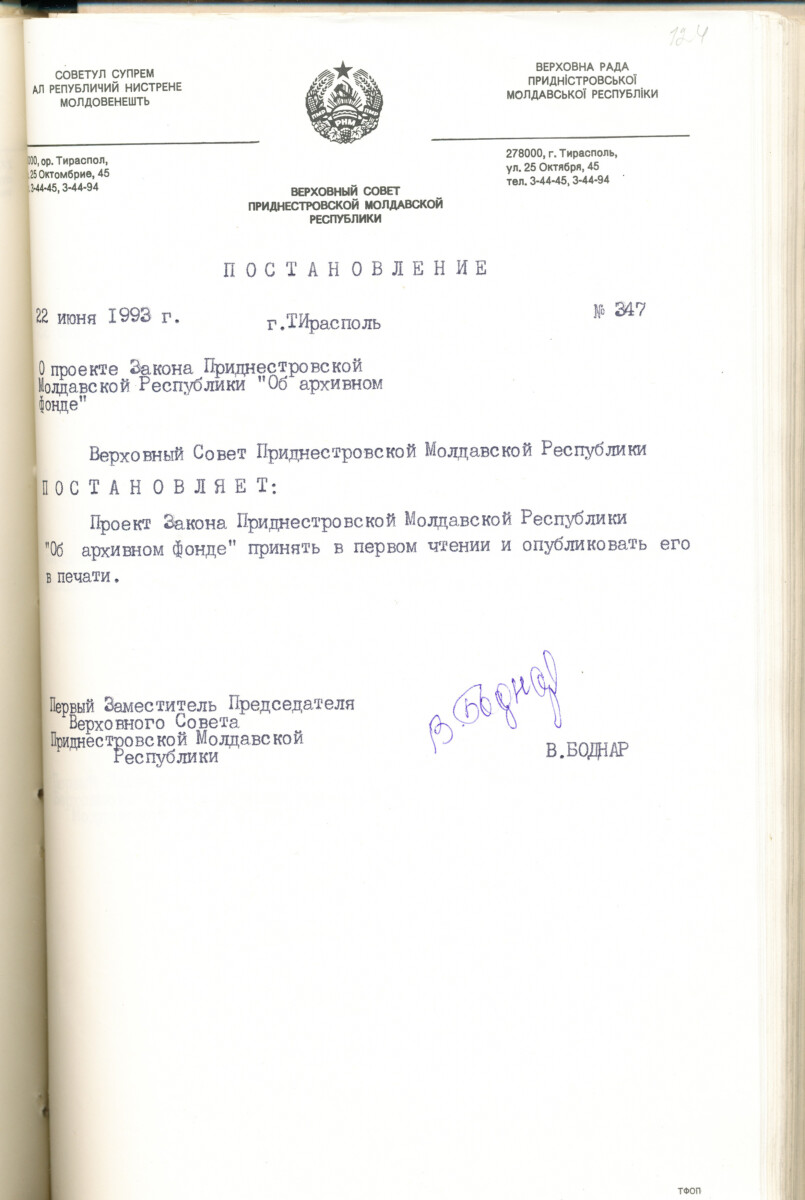 124
СОВЕТУЛ СУПРЕМ
АЛ РЕПУБЛИЧИЙ НИСТРЕНЕ
МОЛДОВЕНЕШТЬ
ВЕРХОВНА РАДА
ПРИДНІСТРОВСЬКОЇ
МОЛДАВСЬКОЇ РЕСПУБЛІКИ
000, ор. Тираспол,
25 Октомбрие, 45
3-44-45, 3-44-94
278000, г. Тирасполь,
ул. 25 Октября, 45
тел. 3-44-45, 3-44-94
ВЕРХОВНЫЙ СОВЕТ
ПРИДНЕСТРОВСКОЙ МОЛДАВСКОЙ
РЕСПУБЛИКИ
П О С Т А Н О В Л Е Н И Е
22 июня 1993 г.
г.ТИрасполь
№ 347
О проекте Закона Приднестровской
Молдавской Республики "Об архивном
фонде"
Верховный Совет Приднестровской Молдавской Республики
П О С Т А Н О В Л Я Е Т:
Проект Закона Приднестровской Молдавской Республики
"Об архивном фонде" принять в первом чтении и опубликовать его
в печати.
Первый Заместитель Председателя
Верховного Совета
Приднестровской Молдавской
Республики
В. Боднар
В.БОДНАР
ТФОП